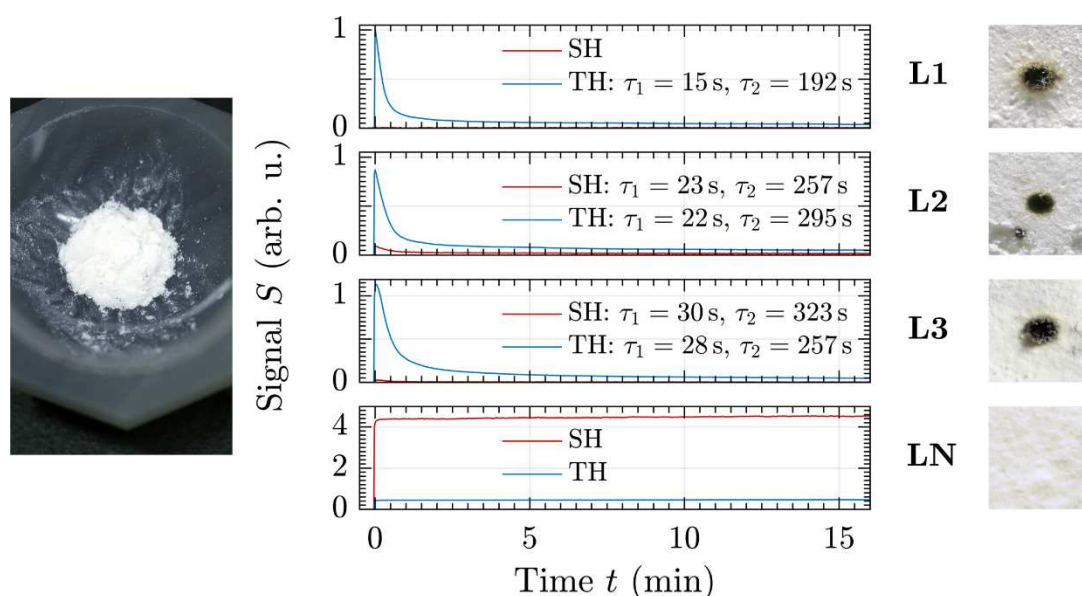 Signal S (arb. u.)
1
0
SH
TH: τ₁ = 15 s, τ₂ = 192 s
L1
1
0
SH: τ₁ = 23 s, τ₂ = 257 s
TH: τ₁ = 22 s, τ₂ = 295 s
L2
1
0
SH: τ₁ = 30 s, τ₂ = 323 s
TH: τ₁ = 28 s, τ₂ = 257 s
L3
4
2
0
SH
TH
LN
0 5 10 15
Time t (min)